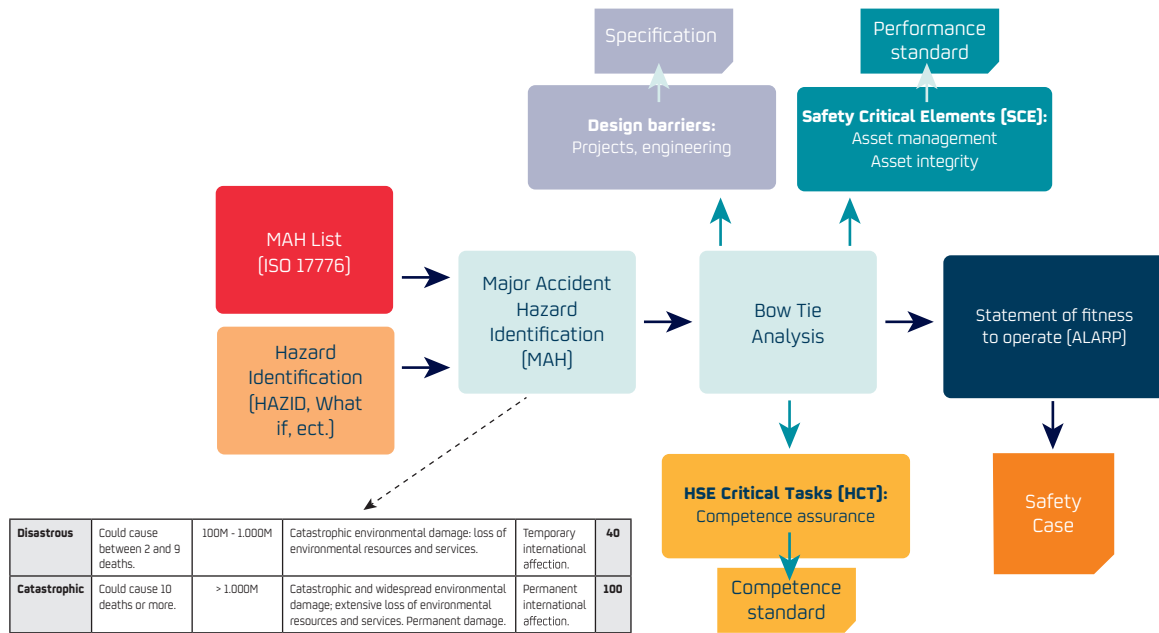 Specification
Performance
standard
Design barriers:
Projects, engineering
Safety Critical Elements (SCE):
Asset management
Asset integrity
MAH List
(ISO 17776)
Major Accident
Hazard
Identification
(MAH)
Bow Tie
Analysis
Statement of fitness
to operate (ALARP)
Hazard
Identification
(HAZID, What
if, ect.)
HSE Critical Tasks (HCT):
Competence assurance
Competence
standard
Safety
Case
Disastrous
Could cause
between 2 and 9
deaths.
100M - 1.000M
Catastrophic environmental damage: loss of
environmental resources and services.
Temporary
international
affection.
40
Catastrophic
Could cause 10
deaths or more.
> 1.000M
Catastrophic and widespread environmental
damage; extensive loss of environmental
resources and services. Permanent damage.
Permanent
international
affection.
100